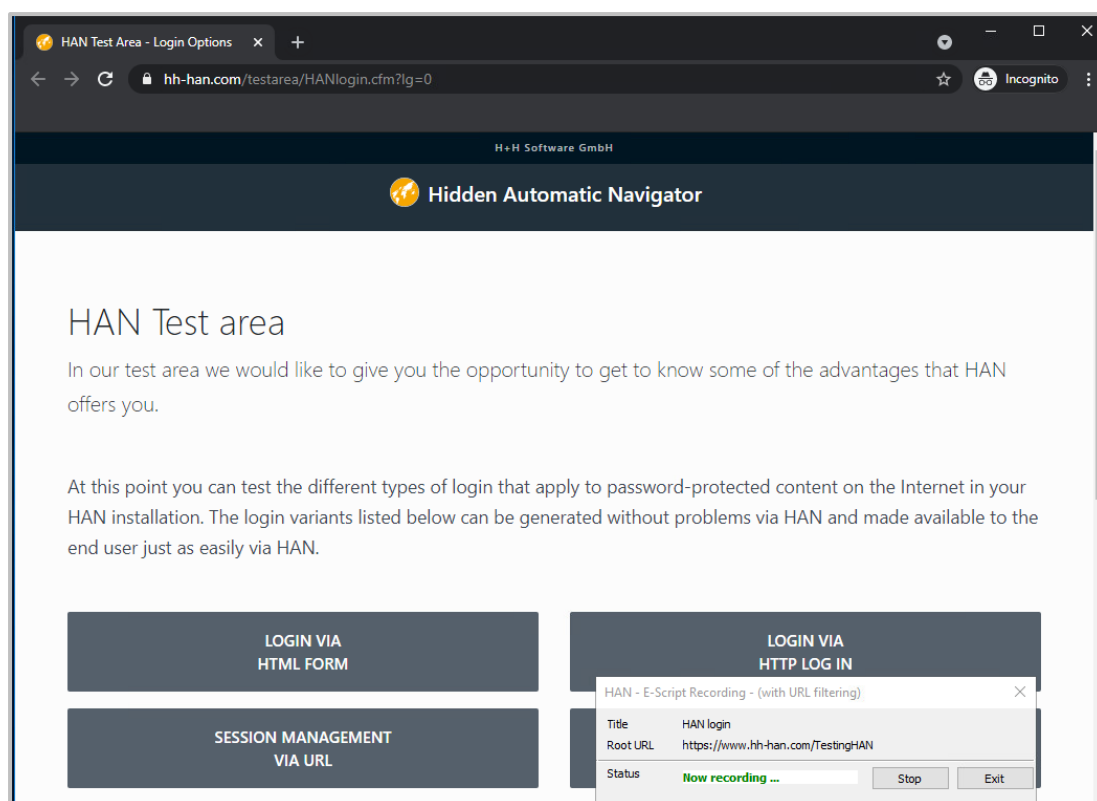 HAN Test Area - Login Options
hh-han.com/testarea/HANlogin.cfm?lg=0
Incognito
H+H Software GmbH
Hidden Automatic Navigator
HAN Test area
In our test area we would like to give you the opportunity to get to know some of the advantages that HAN
offers you.
At this point you can test the different types of login that apply to password-protected content on the Internet in your
HAN installation. The login variants listed below can be generated without problems via HAN and made available to the
end user just as easily via HAN.
LOGIN VIA
HTML FORM
LOGIN VIA
HTTP LOG IN
SESSION MANAGEMENT
VIA URL
HAN - E-Script Recording - (with URL filtering)
Title HAN login
Root URL https://www.hh-han.com/TestingHAN
Status Now recording ... Stop Exit